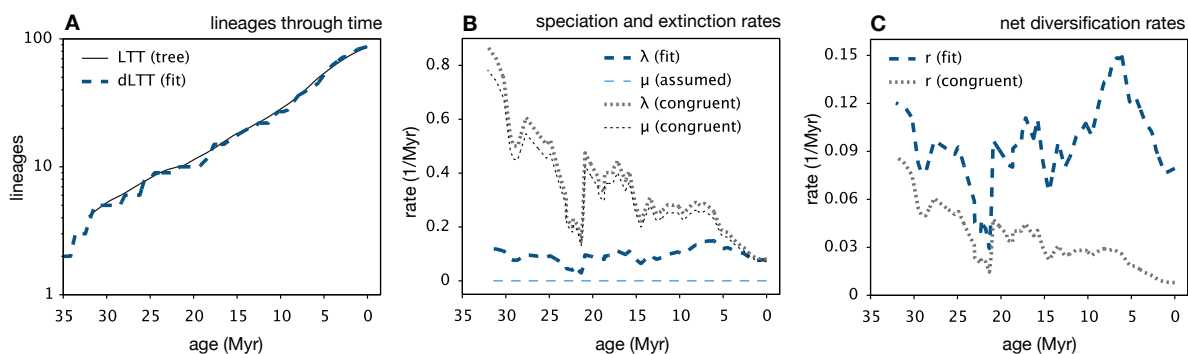 A lineages through time
100
10
1
lineages
LTT (tree)
dLTT (fit)
35 30 25 20 15 10 5 0
age (Myr)
B speciation and extinction rates
0.8
0.6
0.4
0.2
0
rate (1/Myr)
λ (fit)
μ (assumed)
λ (congruent)
μ (congruent)
35 30 25 20 15 10 5 0
age (Myr)
C net diversification rates
0.15
0.12
0.09
0.06
0.03
0
rate (1/Myr)
r (fit)
r (congruent)
35 30 25 20 15 10 5 0
age (Myr)